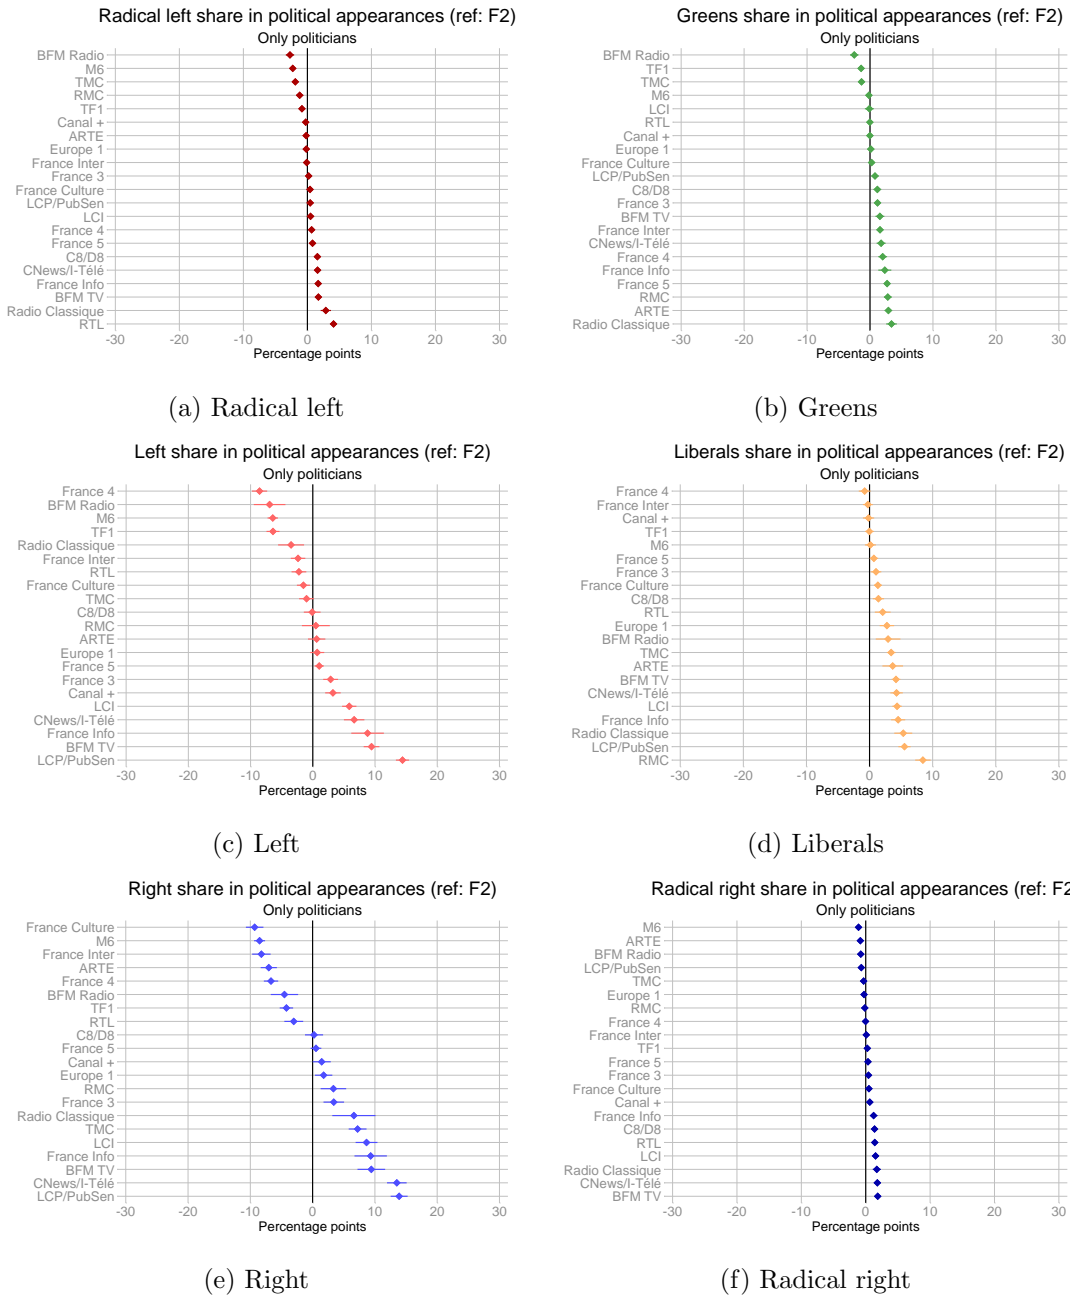 Radical left share in political appearances (ref: F2)
Only politicians
BFM Radio
M6
TMC
RMC
TF1
Canal +
ARTE
Europe 1
France Inter
France 3
France Culture
LCP/PubSen
LCI
France 4
France 5
C8/D8
CNews/I-Télé
France Info
BFM TV
Radio Classique
RTL
-30 -20 -10 0 10 20 30
Percentage points
(a) Radical left
Greens share in political appearances (ref: F2)
Only politicians
BFM Radio
TF1
TMC
M6
LCI
RTL
Canal +
Europe 1
France Culture
LCP/PubSen
C8/D8
France 3
BFM TV
France Inter
CNews/I-Télé
France 4
France Info
France 5
RMC
ARTE
Radio Classique
-30 -20 -10 0 10 20 30
Percentage points
(b) Greens
Left share in political appearances (ref: F2)
Only politicians
France 4
BFM Radio
M6
TF1
Radio Classique
France Inter
RTL
France Culture
TMC
C8/D8
RMC
ARTE
Europe 1
France 5
France 3
Canal +
LCI
CNews/I-Télé
France Info
BFM TV
LCP/PubSen
-30 -20 -10 0 10 20 30
Percentage points
(c) Left
Liberals share in political appearances (ref: F2)
Only politicians
France 4
France Inter
Canal +
TF1
M6
France 5
France 3
France Culture
C8/D8
RTL
Europe 1
BFM Radio
TMC
ARTE
BFM TV
CNews/I-Télé
LCI
France Info
Radio Classique
LCP/PubSen
RMC
-30 -20 -10 0 10 20 30
Percentage points
(d) Liberals
Right share in political appearances (ref: F2)
Only politicians
France Culture
M6
France Inter
ARTE
France 4
BFM Radio
TF1
RTL
C8/D8
France 5
Canal +
Europe 1
RMC
France 3
Radio Classique
TMC
LCI
France Info
BFM TV
CNews/I-Télé
LCP/PubSen
-30 -20 -10 0 10 20 30
Percentage points
(e) Right
Radical right share in political appearances (ref: F2
Only politicians
M6
ARTE
BFM Radio
LCP/PubSen
TMC
Europe 1
RMC
France 4
France Inter
TF1
France 5
France 3
France Culture
Canal +
France Info
C8/D8
RTL
LCI
Radio Classique
CNews/I-Télé
BFM TV
-30 -20 -10 0 10 20 30
Percentage points
(f) Radical right